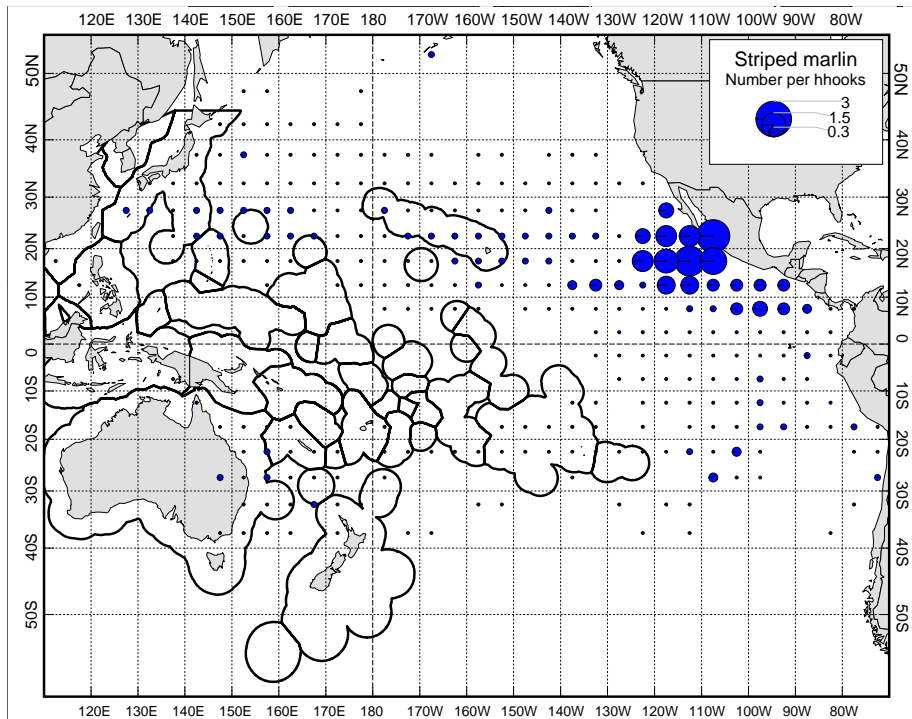 120E 130E 140E 150E 160E 170E 180 170W 160W 150W 140W 130W 120W 110W 100W 90W 80W
Striped marlin
Number per hhooks
3
1.5
0.3
50N 50N
40N 40N
30N 30N
20N 20N
10N 10N
0 0
10S 10S
20S 20S
30S 30S
40S 40S
50S 50S
120E 130E 140E 150E 160E 170E 180 170W 160W 150W 140W 130W 120W 110W 100W 90W 80W